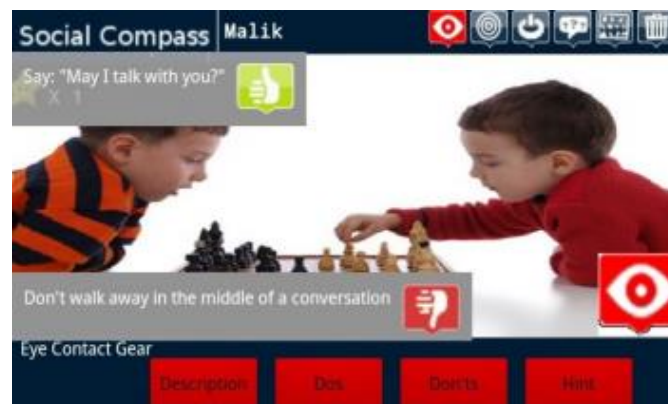 Social Compass
Malik
Say: "May I talk with you?"
X 1
Don't walk away in the middle of a conversation
Eye Contact Gear
Description
Dos
Don'ts
Hint